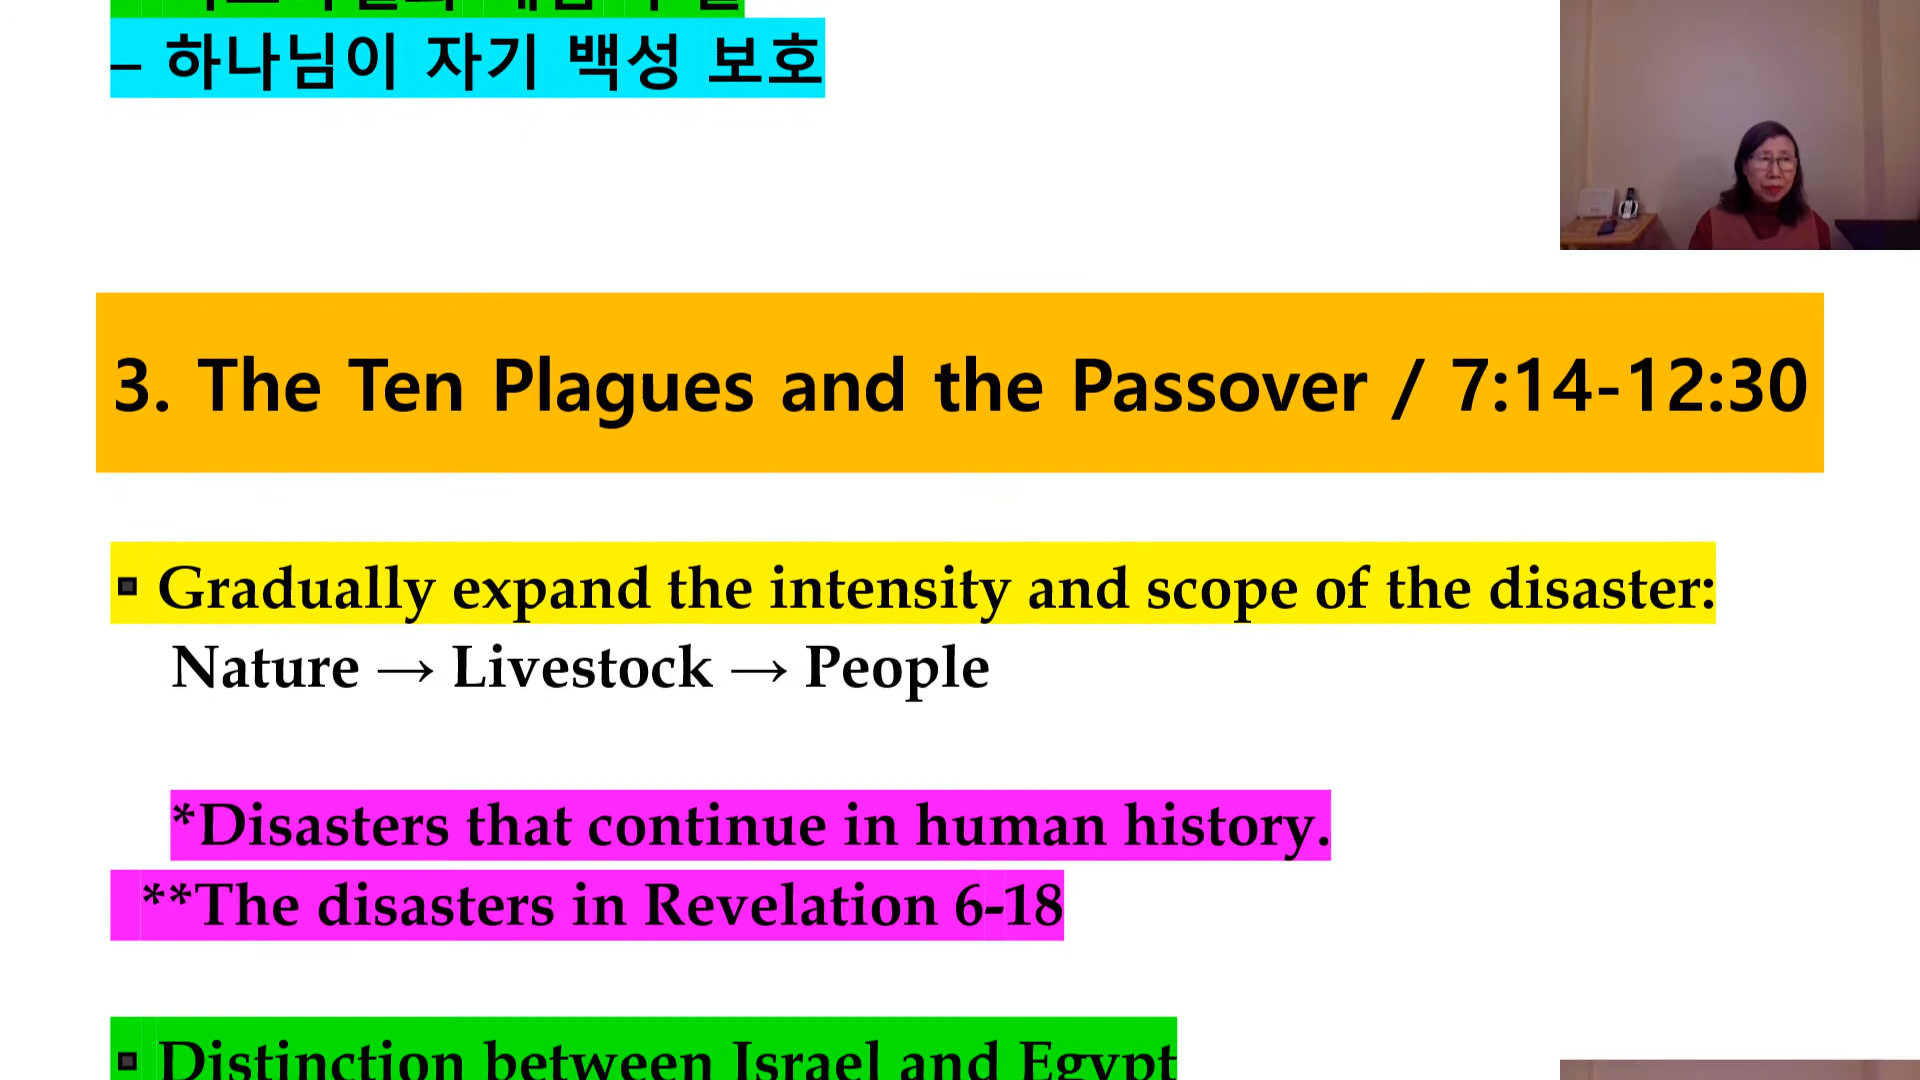 – 하나님이 자기 백성 보호
3. The Ten Plagues and the Passover / 7:14-12:30
▪ Gradually expand the intensity and scope of the disaster:
Nature → Livestock → People
*Disasters that continue in human history.
**The disasters in Revelation 6-18
▪ Distinction between Israel and Egypt